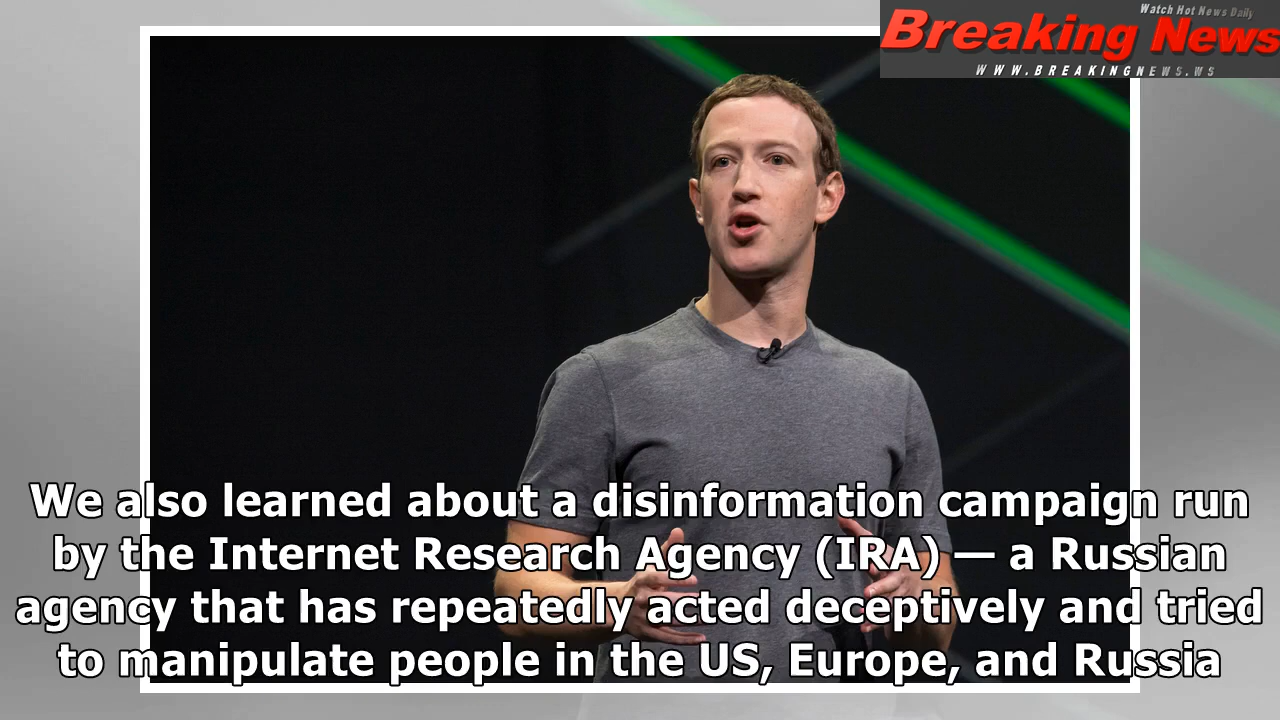 Watch Hot News Daily
Breaking News
WWW.BREAKINGNEWS.WS
We also learned about a disinformation campaign run
by the Internet Research Agency (IRA) — a Russian
agency that has repeatedly acted deceptively and tried
to manipulate people in the US, Europe, and Russia